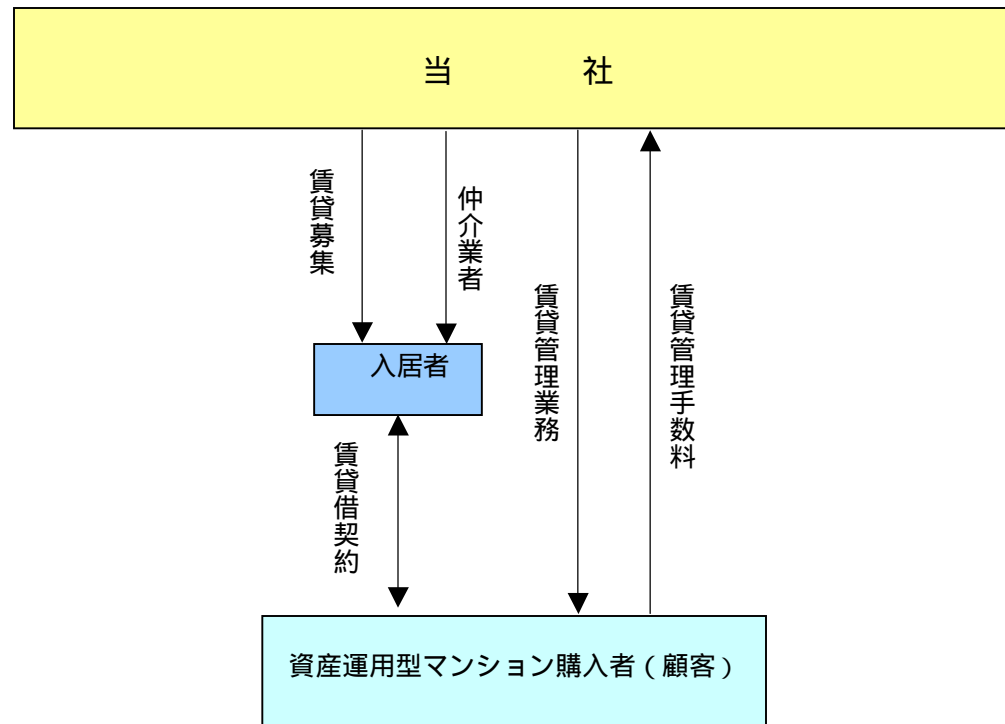 当 社
賃貸募集
仲介業者
賃貸管理業務
賃貸管理手数料
入居者
賃貸借契約
資産運用型マンション購入者(顧客)